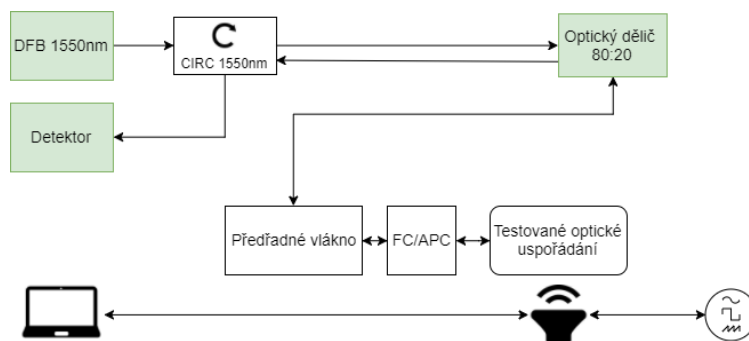 DFB 1550nm
CIRC 1550nm
Optický dělič
80:20
Detektor
Předřadné vlákno
FC/APC
Testované optické
uspořádání